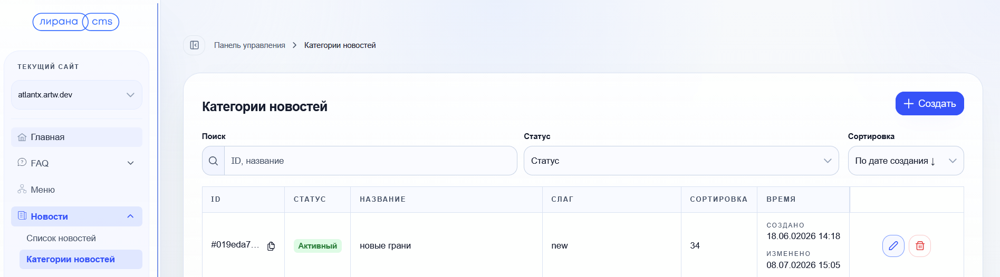 лирана cms
ТЕКУЩИЙ САЙТ
atlantx.artw.dev
Главная
FAQ
Меню
Новости
Список новостей
Категории новостей
Панель управления > Категории новостей
Категории новостей
+ Создать
Поиск
ID, название
Статус
Статус
Сортировка
По дате создания ↓
ID СТАТУС НАЗВАНИЕ СЛАГ СОРТИРОВКА ВРЕМЯ
#019eda7... Активный новые грани new 34
СОЗДАНО
18.06.02026 14:18
ИЗМЕНЕНО
08.07.02026 15:05